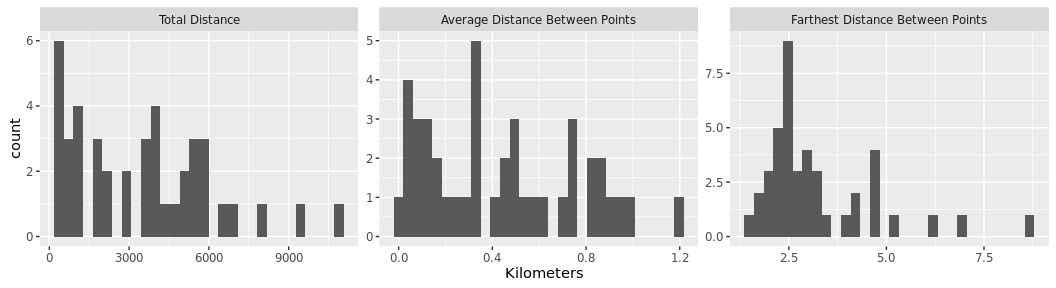 Total Distance
Average Distance Between Points
Farthest Distance Between Points
count
6
4
2
0
5
4
3
2
1
0
7.5
5.0
2.5
0.0
0 3000 6000 9000
0.0 0.4 0.8 1.2
2.5 5.0 7.5
Kilometers